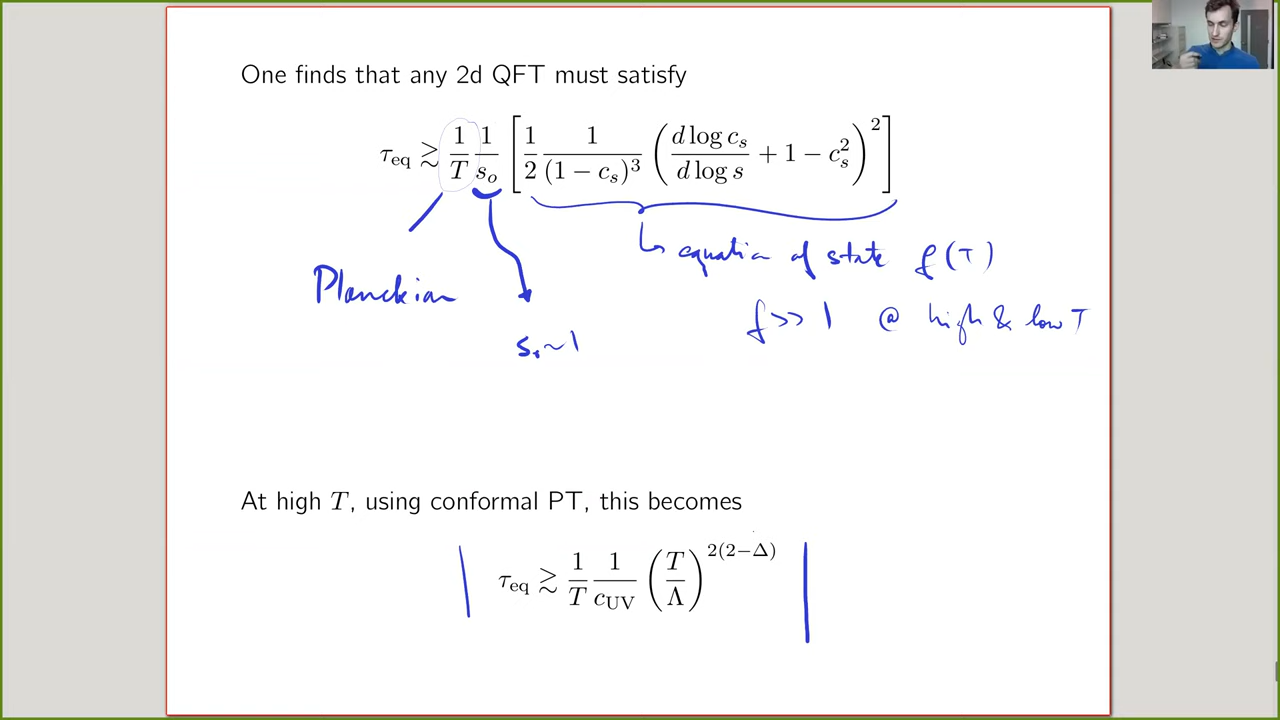 One finds that any 2d QFT must satisfy
τ_eq ≳ 1/T 1/s_o [1/2 1/(1 − c_s)^3 (d log c_s / d log s + 1 − c_s^2)^2]
↳ equation of state f(T)
Planckian
f >> 1 @ high & low T
s_o ~ 1
At high T, using conformal PT, this becomes
τ_eq ≳ 1/T 1/c_UV (T/Λ)^{2(2−Δ)}